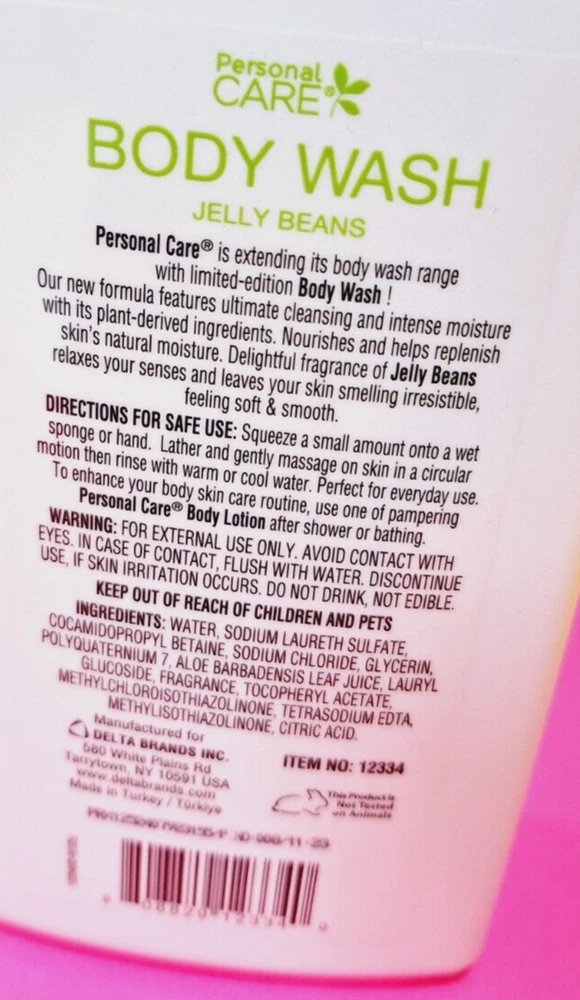 Personal
CARE®
BODY WASH
JELLY BEANS
Personal Care® is extending its body wash range
with limited-edition Body Wash !
Our new formula features ultimate cleansing and intense moisture
with its plant-derived ingredients. Nourishes and helps replenish
skin's natural moisture. Delightful fragrance of Jelly Beans
relaxes your senses and leaves your skin smelling irresistible,
feeling soft & smooth.
DIRECTIONS FOR SAFE USE: Squeeze a small amount onto a wet
sponge or hand. Lather and gently massage on skin in a circular
motion then rinse with warm or cool water. Perfect for everyday use.
To enhance your body skin care routine, use one of pampering
Personal Care® Body Lotion after shower or bathing.
WARNING: FOR EXTERNAL USE ONLY. AVOID CONTACT WITH
EYES. IN CASE OF CONTACT, FLUSH WITH WATER. DISCONTINUE
USE, IF SKIN IRRITATION OCCURS. DO NOT DRINK, NOT EDIBLE.
KEEP OUT OF REACH OF CHILDREN AND PETS
INGREDIENTS: WATER, SODIUM LAURETH SULFATE,
COCAMIDOPROPYL BETAINE, SODIUM CHLORIDE, GLYCERIN,
POLYQUATERNIUM 7, ALOE BARBADENSIS LEAF JUICE, LAURYL
GLUCOSIDE, FRAGRANCE, TOCOPHERYL ACETATE,
METHYLCHLOROISOTHIAZOLINONE, TETRASODIUM EDTA,
METHYLISOTHIAZOLINONE, CITRIC ACID.
Manufactured for
DELTA BRANDS INC.
580 White Plains Rd
Tarrytown, NY 10591 USA
www.deltabrands.com
Made in Turkey / Türkiye
ITEM NO: 12334
This Product is
Not Tested
on Animals